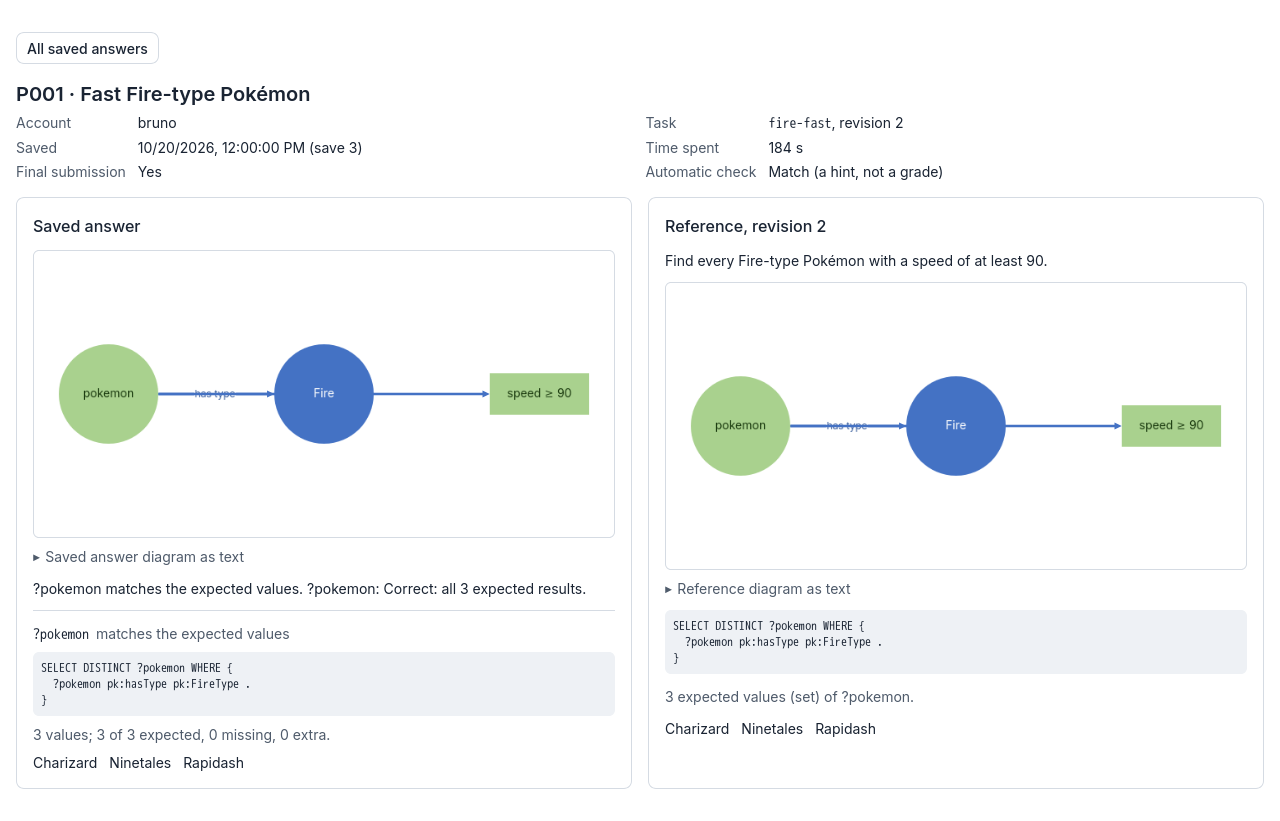 All saved answers
P001 · Fast Fire-type Pokémon
Account bruno
Saved 10/20/2026, 12:00:00 PM (save 3)
Final submission Yes
Task fire-fast, revision 2
Time spent 184 s
Automatic check Match (a hint, not a grade)
Saved answer
pokemon
has type
Fire
speed ≥ 90
▸ Saved answer diagram as text
?pokemon matches the expected values. ?pokemon: Correct: all 3 expected results.
?pokemon matches the expected values
SELECT DISTINCT ?pokemon WHERE {
  ?pokemon pk:hasType pk:FireType .
}
3 values; 3 of 3 expected, 0 missing, 0 extra.
Charizard Ninetales Rapidash
Reference, revision 2
Find every Fire-type Pokémon with a speed of at least 90.
pokemon
has type
Fire
speed ≥ 90
▸ Reference diagram as text
SELECT DISTINCT ?pokemon WHERE {
  ?pokemon pk:hasType pk:FireType .
}
3 expected values (set) of ?pokemon.
Charizard Ninetales Rapidash